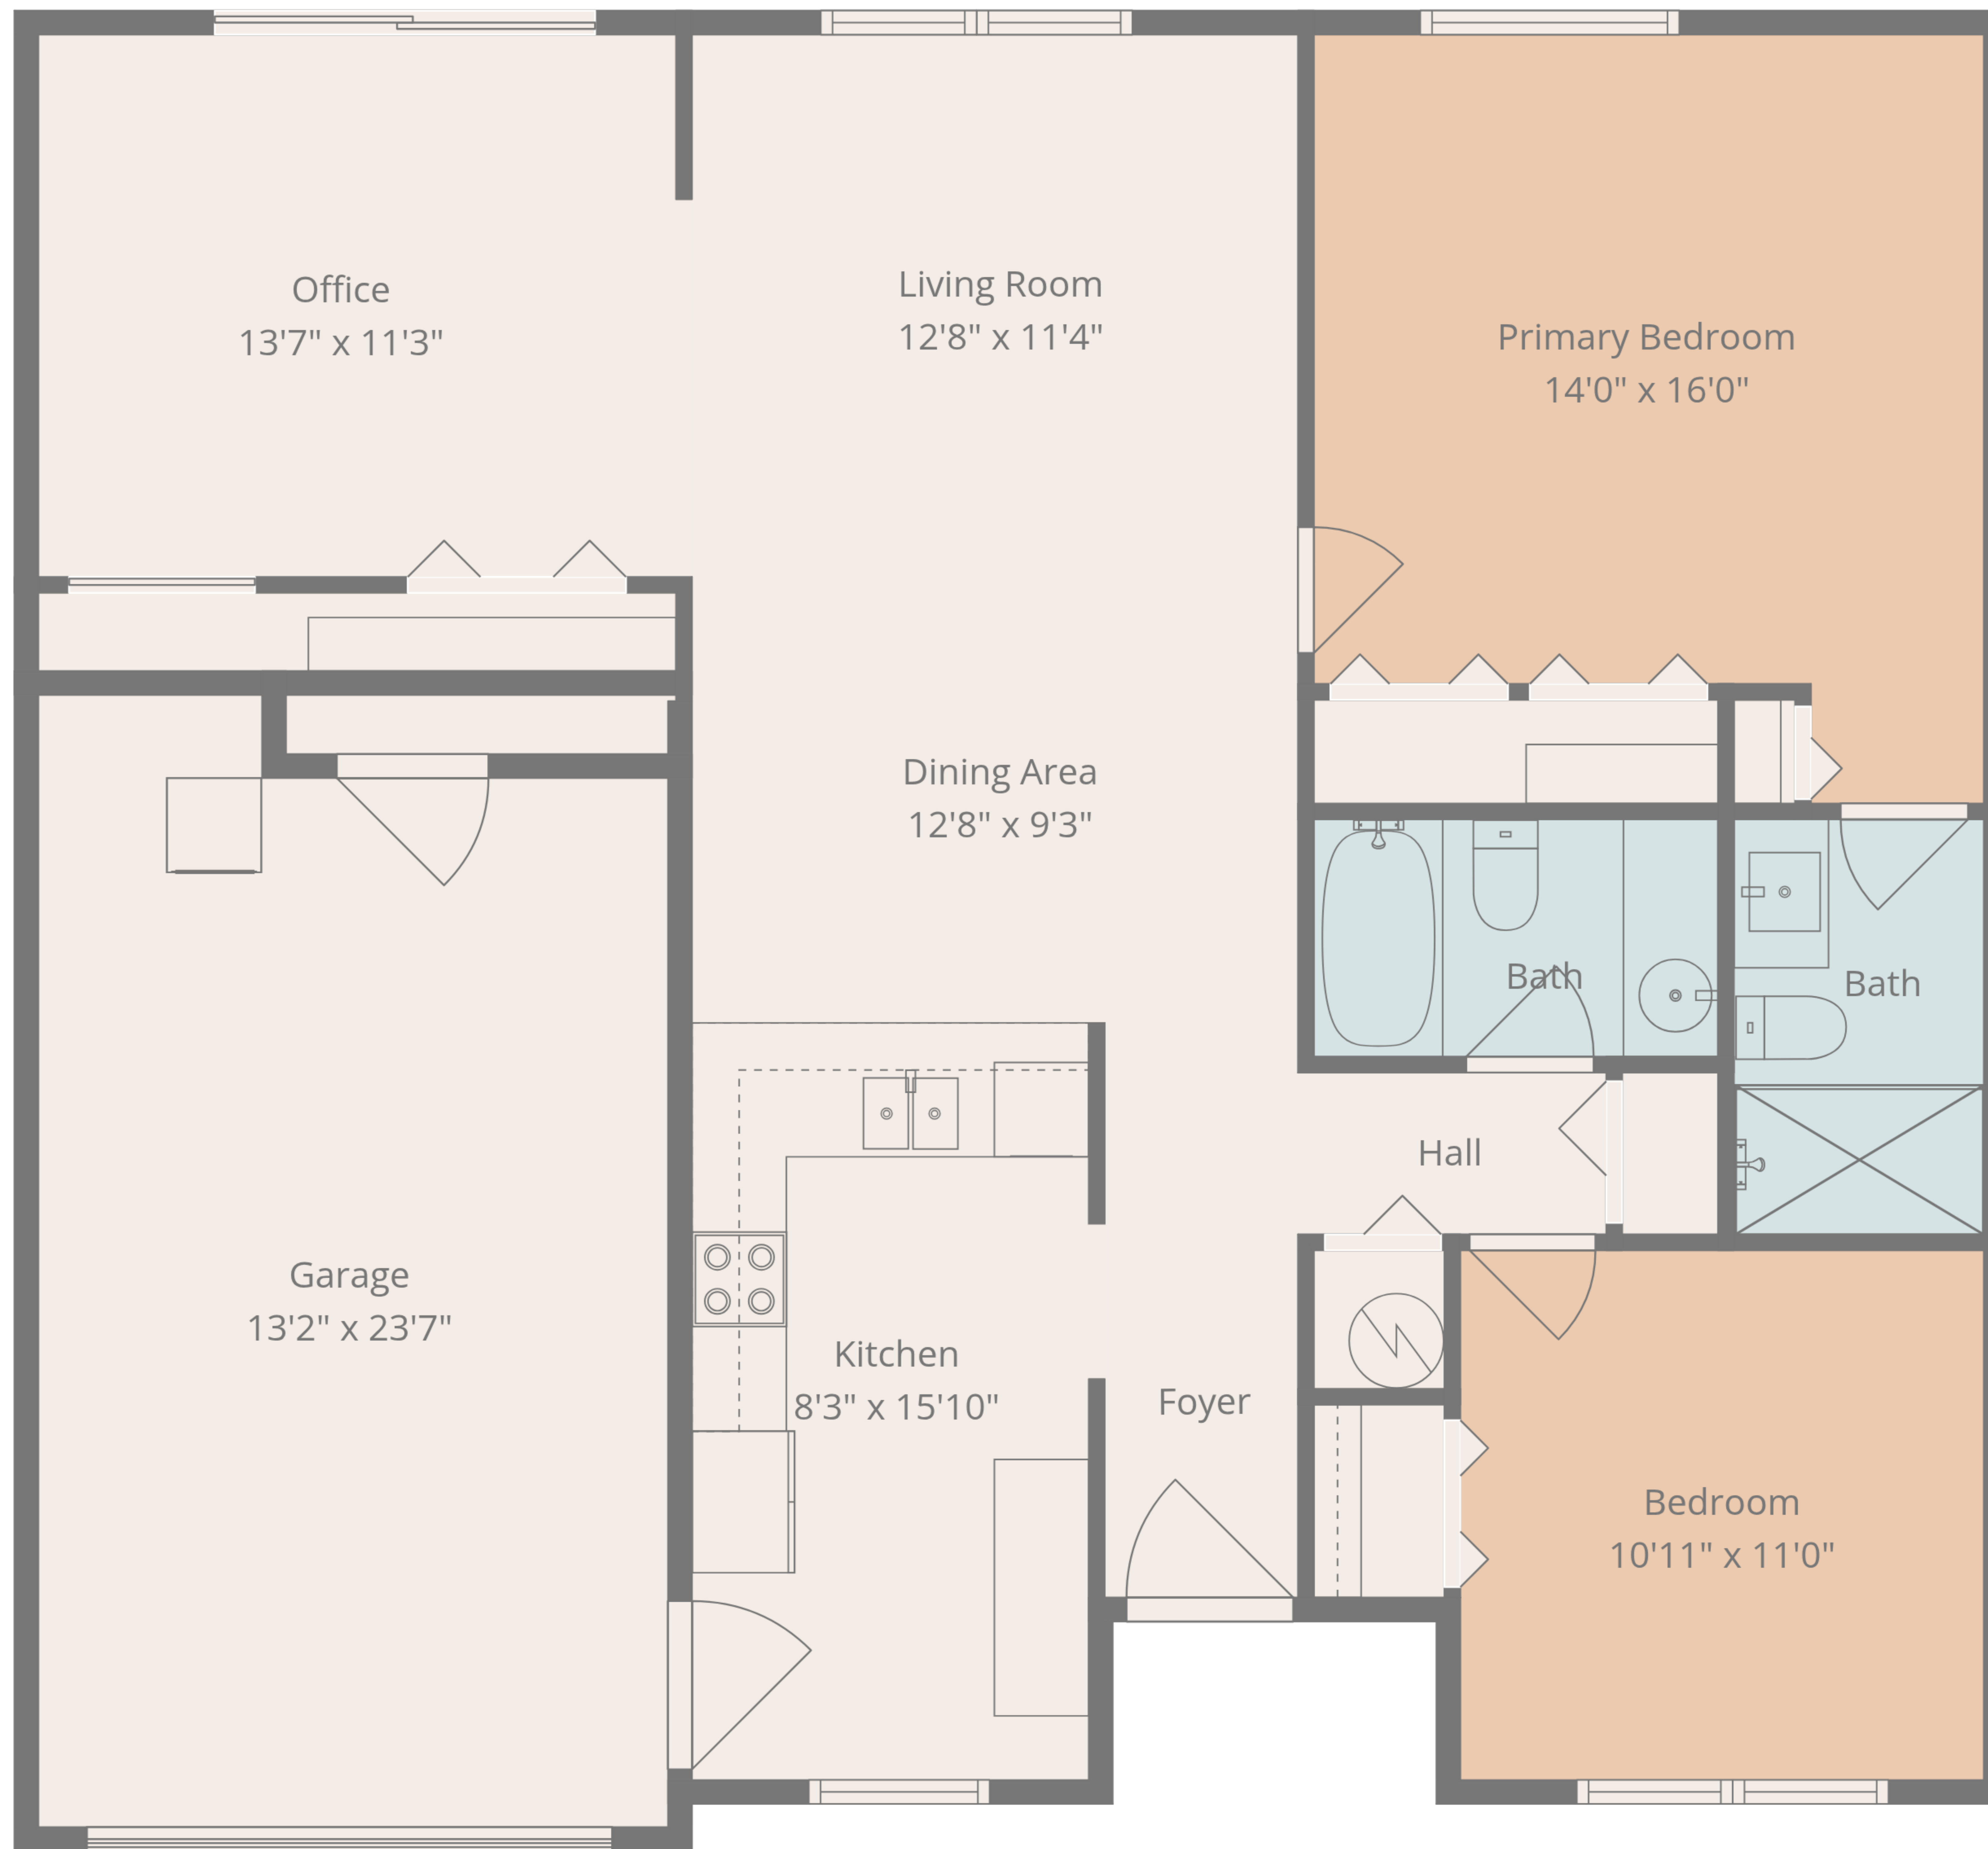 Office
13'7" x 11'3"
Living Room
12'8" x 11'4"
Primary Bedroom
14'0" x 16'0"
Dining Area
12'8" x 9'3"
Bath
Bath
Hall
Garage
13'2" x 23'7"
Kitchen
8'3" x 15'10"
Foyer
Bedroom
10'11" x 11'0"